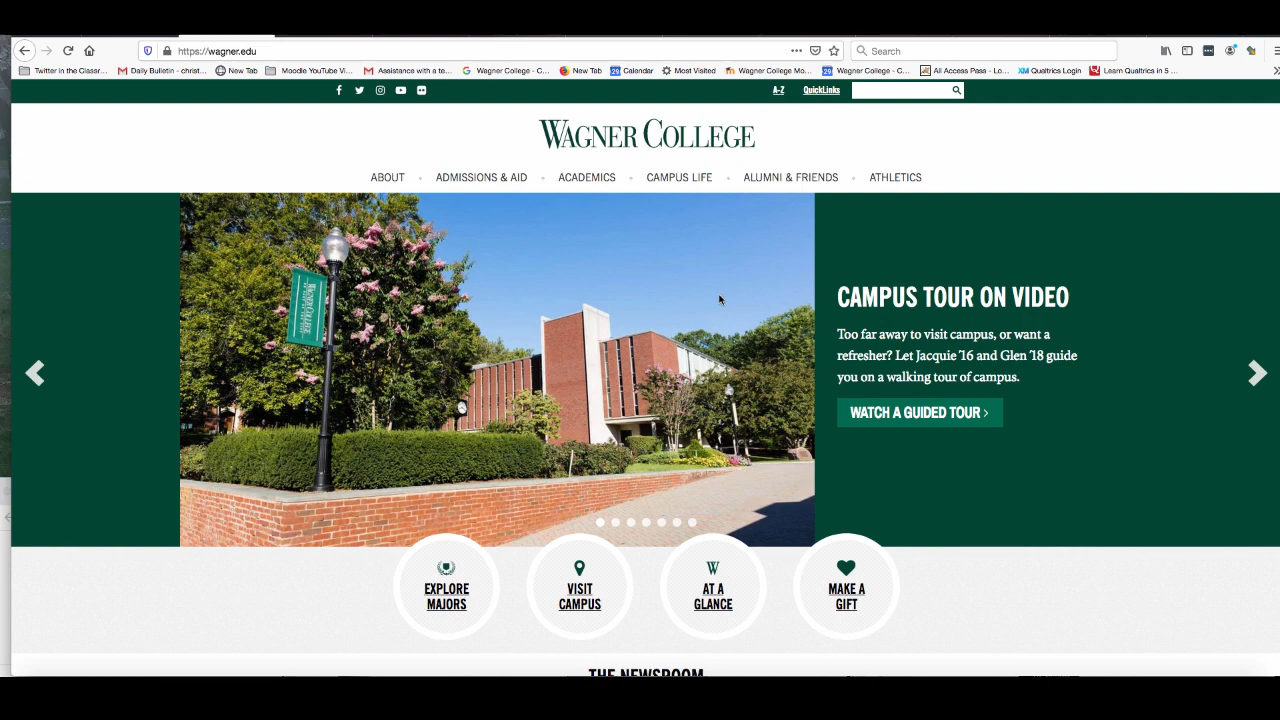 https://wagner.edu
Search
Twitter in the Classr...
Daily Bulletin - christ...
New Tab
Moodle YouTube Vi...
Assistance with a te...
Wagner College - C...
New Tab
Calendar
Most Visited
Wagner College Mo...
Wagner College - C...
All Access Pass - Lo...
Qualtrics Login
Learn Qualtrics in 5 ...
A-Z
QuickLinks
WAGNER COLLEGE
ABOUT
ADMISSIONS & AID
ACADEMICS
CAMPUS LIFE
ALUMNI & FRIENDS
ATHLETICS
WAGNER COLLEGE
CAMPUS TOUR ON VIDEO
Too far away to visit campus, or want a
refresher? Let Jacquie '16 and Glen '18 guide
you on a walking tour of campus.
WATCH A GUIDED TOUR >
EXPLORE
MAJORS
VISIT
CAMPUS
W
AT A
GLANCE
MAKE A
GIFT
THE NEWSROOM